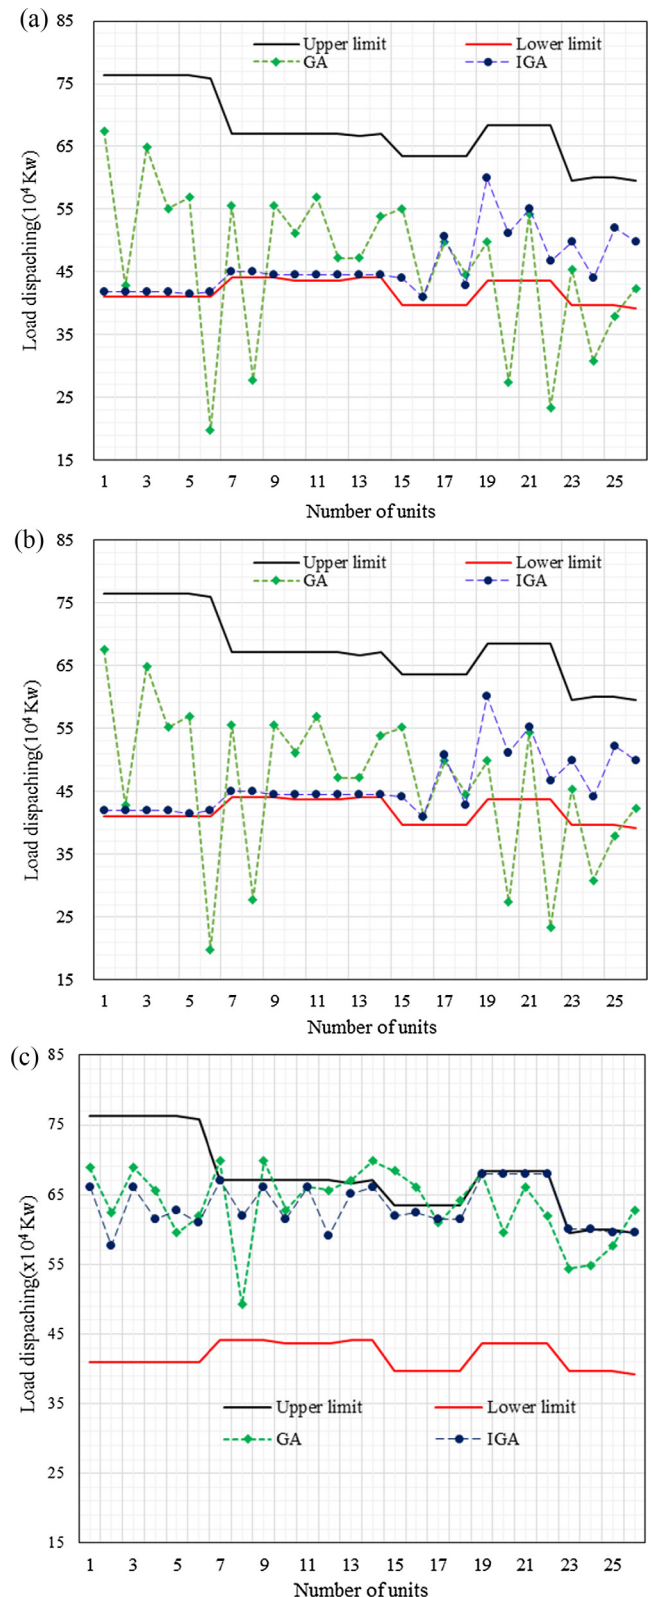 (a)
85
75
65
55
45
35
25
15
Load dispaching(10⁴ Kw)
Upper limit
Lower limit
GA
IGA
1 3 5 7 9 11 13 15 17 19 21 23 25
Number of units
(b)
85
75
65
55
45
35
25
15
Load dispaching(10⁴ Kw)
Upper limit
Lower limit
GA
IGA
1 3 5 7 9 11 13 15 17 19 21 23 25
Number of units
(c)
85
75
65
55
45
35
25
15
Load dispaching(x10⁴ Kw)
Upper limit
Lower limit
GA
IGA
1 3 5 7 9 11 13 15 17 19 21 23 25
Number of units